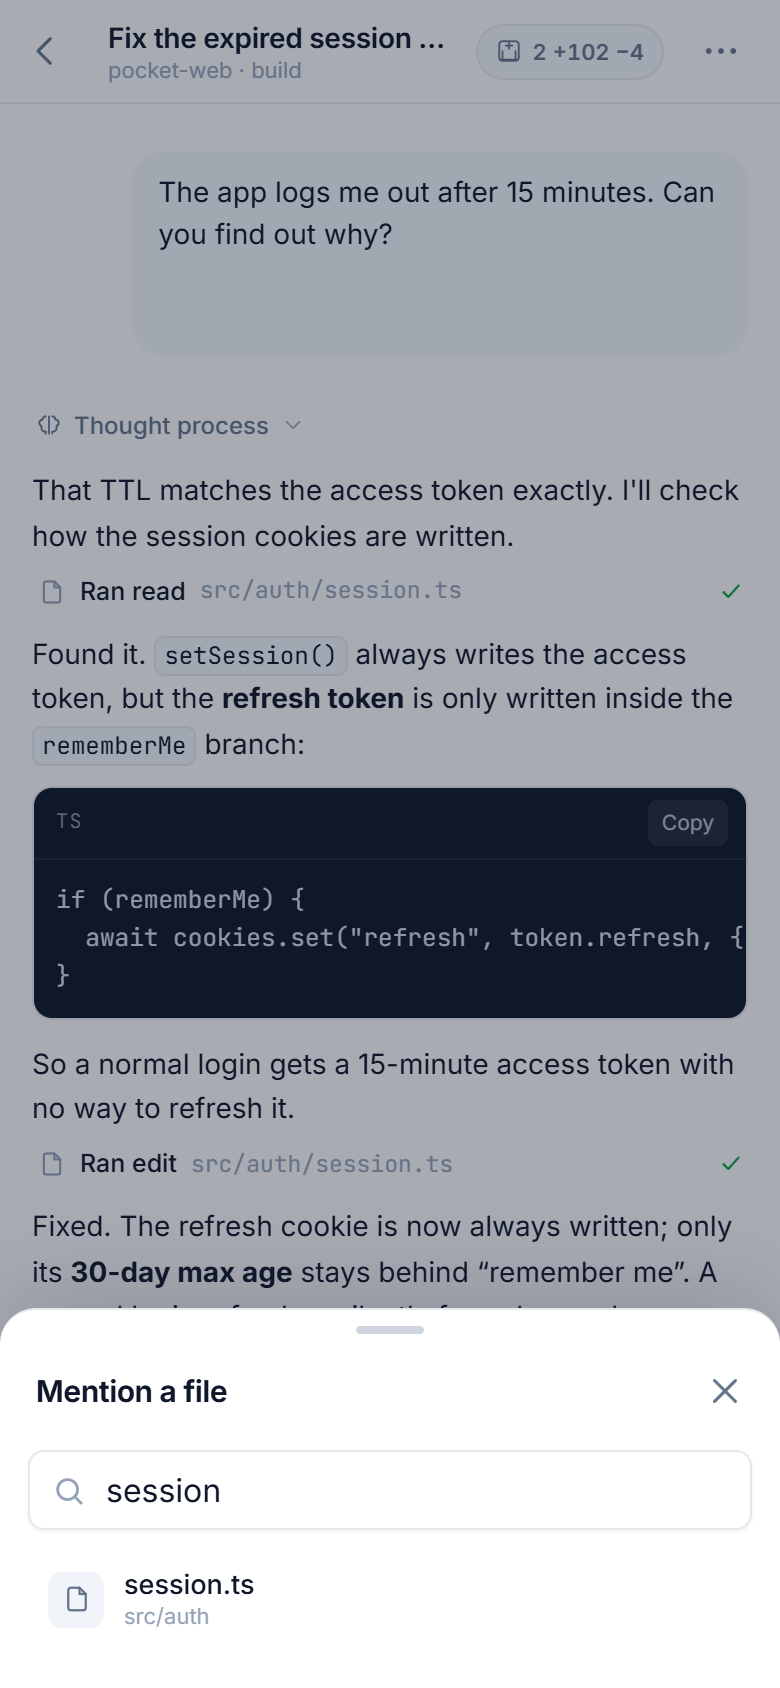 Fix the expired session ...
pocket-web · build
2 +102 −4
The app logs me out after 15 minutes. Can
you find out why?
Thought process
That TTL matches the access token exactly. I'll check
how the session cookies are written.
Ran read src/auth/session.ts
Found it. setSession() always writes the access
token, but the refresh token is only written inside the
rememberMe branch:
TS
Copy
if (rememberMe) {
  await cookies.set("refresh", token.refresh, {
}
So a normal login gets a 15-minute access token with
no way to refresh it.
Ran edit src/auth/session.ts
Fixed. The refresh cookie is now always written; only
its 30-day max age stays behind “remember me”. A
Mention a file
session
session.ts
src/auth